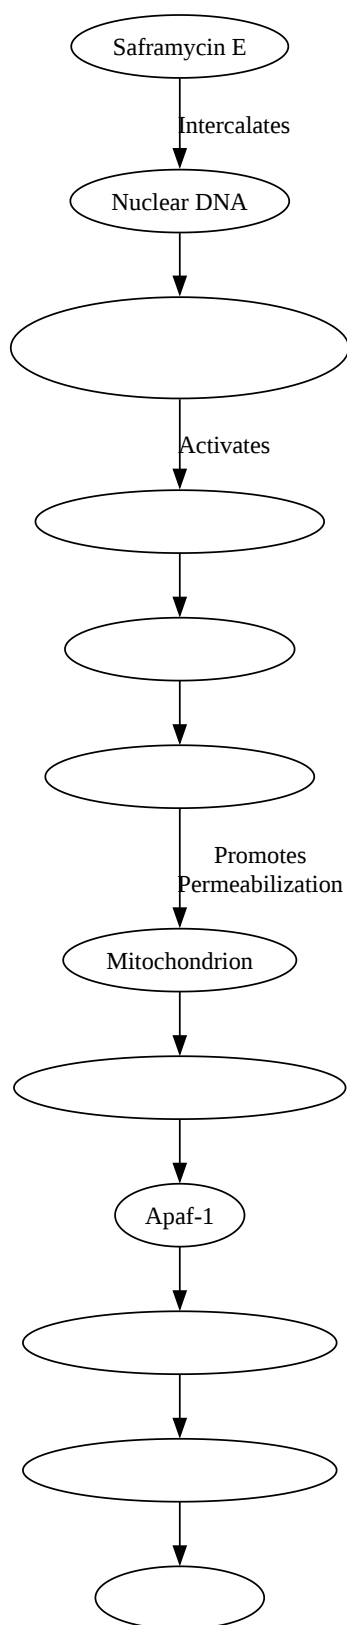 Saframycin E
Intercalates
Nuclear DNA
Activates
Promotes
Permeabilization
Mitochondrion
Apaf-1